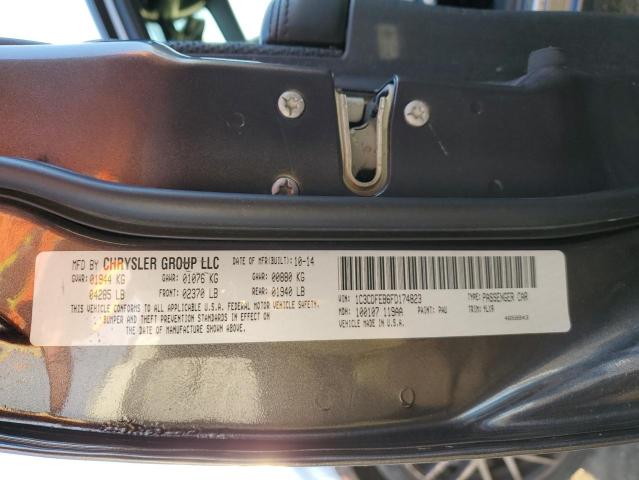 MFD BY CHRYSLER GROUP LLC DATE OF MFR(BUILT): 10-14
GVWR: 01944 KG GAWR: 01076 KG GAWR: 00880 KG
04285 LB FRONT: 02370 LB REAR: 01940 LB
THIS VEHICLE CONFORMS TO ALL APPLICABLE U.S.A. FEDERAL MOTOR VEHICLE SAFETY,
BUMPER AND THEFT PREVENTION STANDARDS IN EFFECT ON
THE DATE OF MANUFACTURE SHOWN ABOVE.
VIN: 1C3CDFEB6FD174823 TYPE: PASSENGER CAR
MDH: 100107 119AA PAINT: PAU TRIM: MLXR
VEHICLE MADE IN U.S.A.